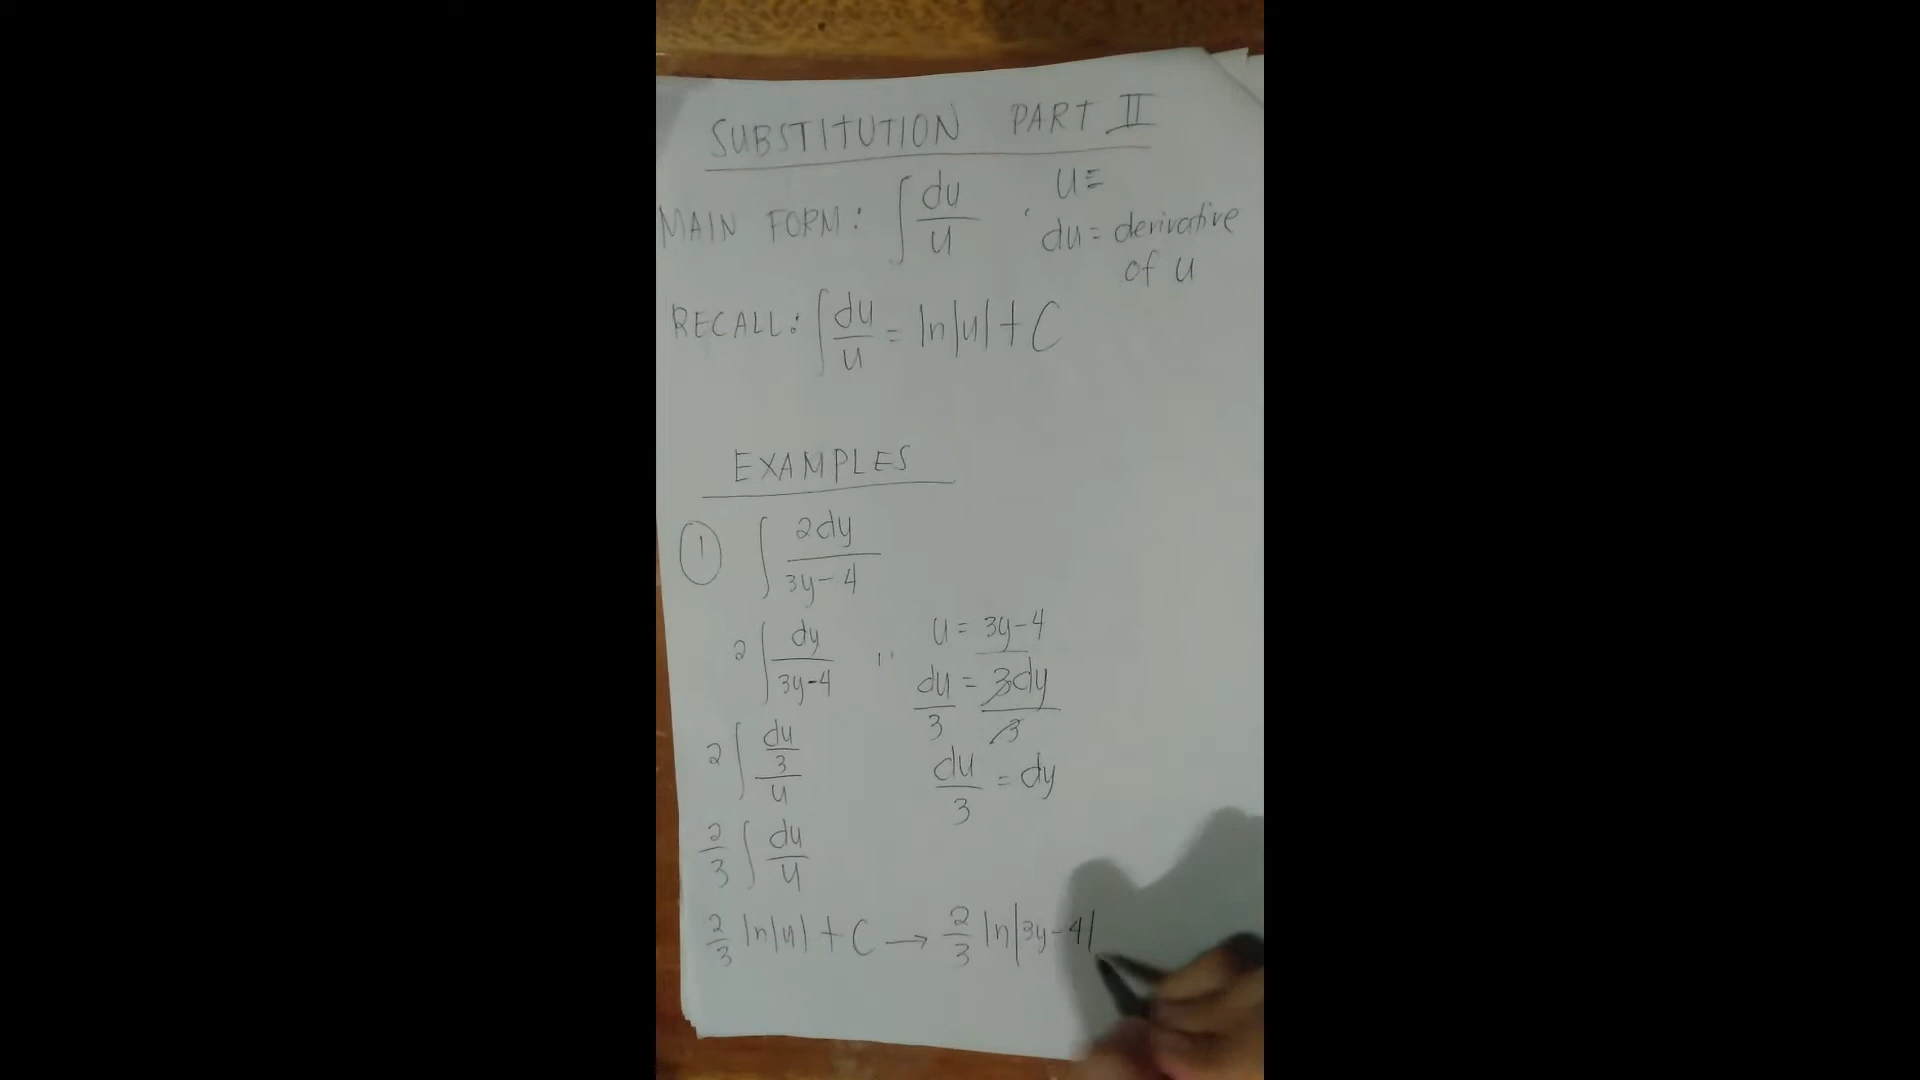 SUBSTITUTION PART II
MAIN FORM: ∫ du/u , u =
du = derivative
of u
RECALL: ∫ du/u = ln|u| + C
EXAMPLES
① ∫ 2dy/(3y-4)
2 ∫ dy/(3y-4) ,, u = 3y-4
du/3 = 3dy/3
2 ∫ (du/3)/u du/3 = dy
2/3 ∫ du/u
2/3 ln|u| + C → 2/3 ln|3y-4|